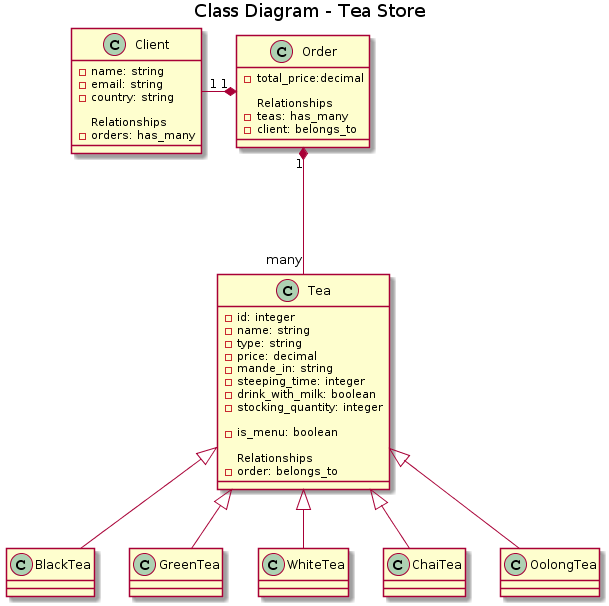 Class Diagram - Tea Store
C Client
name: string
email: string
country: string
Relationships
orders: has_many
1 1
C Order
total_price:decimal
Relationships
teas: has_many
client: belongs_to
1
many
C Tea
id: integer
name: string
type: string
price: decimal
mande_in: string
steeping_time: integer
drink_with_milk: boolean
stocking_quantity: integer
is_menu: boolean
Relationships
order: belongs_to
C BlackTea
C GreenTea
C WhiteTea
C ChaiTea
C OolongTea